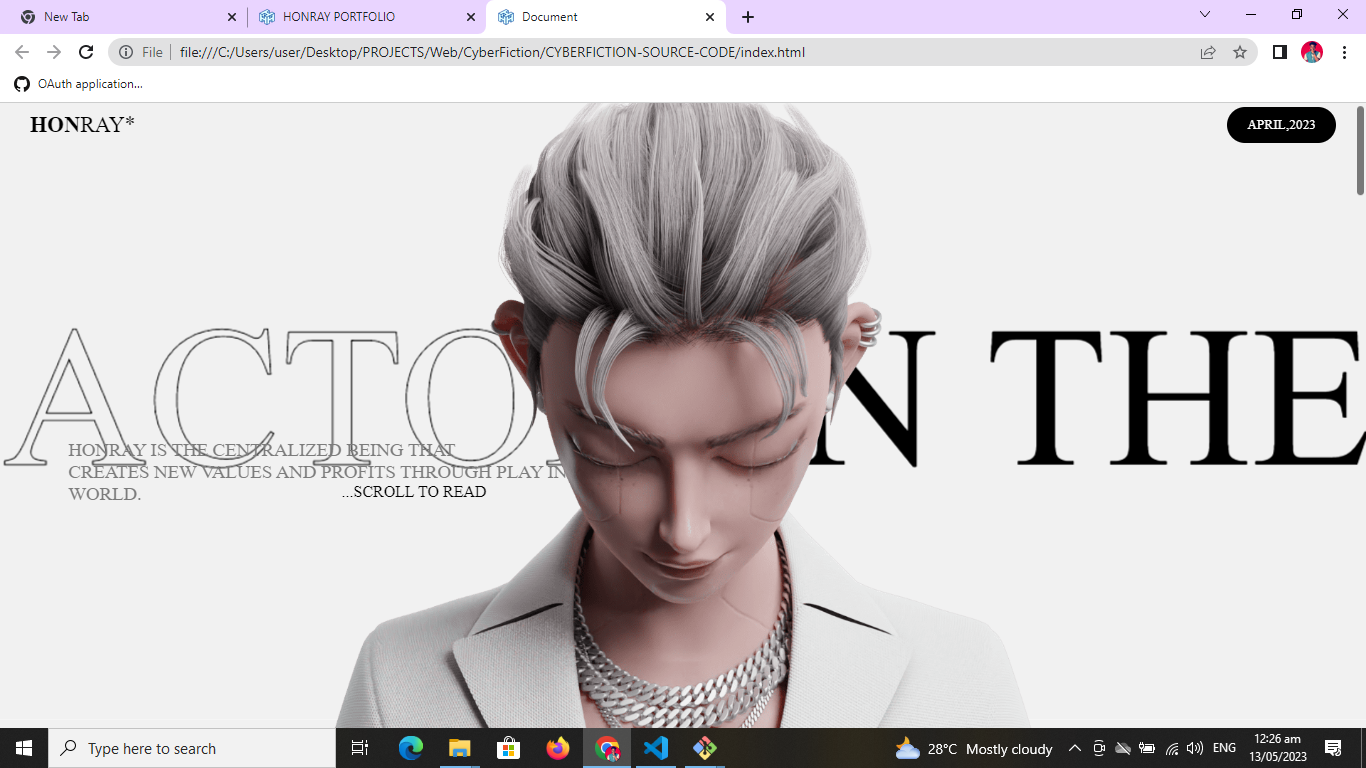 New Tab
HONRAY PORTFOLIO
Document
File
file:///C:/Users/user/Desktop/PROJECTS/Web/CyberFiction/CYBERFICTION-SOURCE-CODE/index.html
OAuth application...
HONRAY*
APRIL,2023
ACTO N THE
HONRAY IS THE CENTRALIZED BEING THAT
CREATES NEW VALUES AND PROFITS THROUGH PLAY IN
WORLD.
...SCROLL TO READ
Type here to search
28°C Mostly cloudy
ENG
12:26 am
13/05/2023